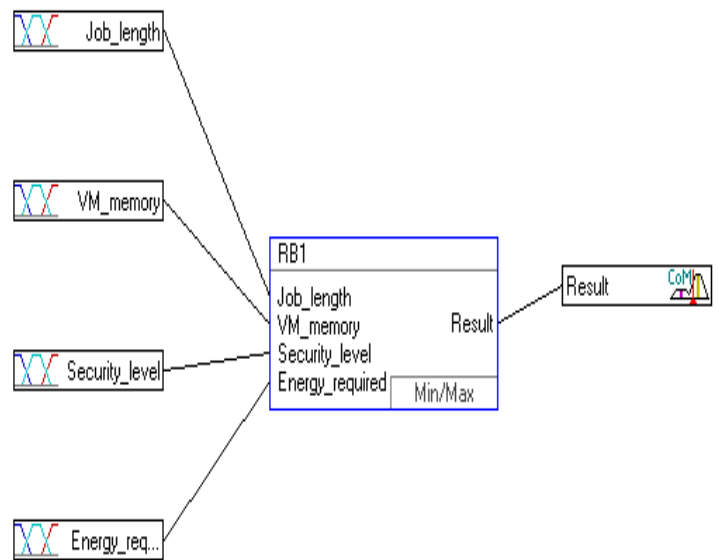 Job_length
VM_memory
Security_level
Energy_req...
RB1
Job_length
VM_memory
Security_level
Energy_required
Result
Min/Max
Result
CoM